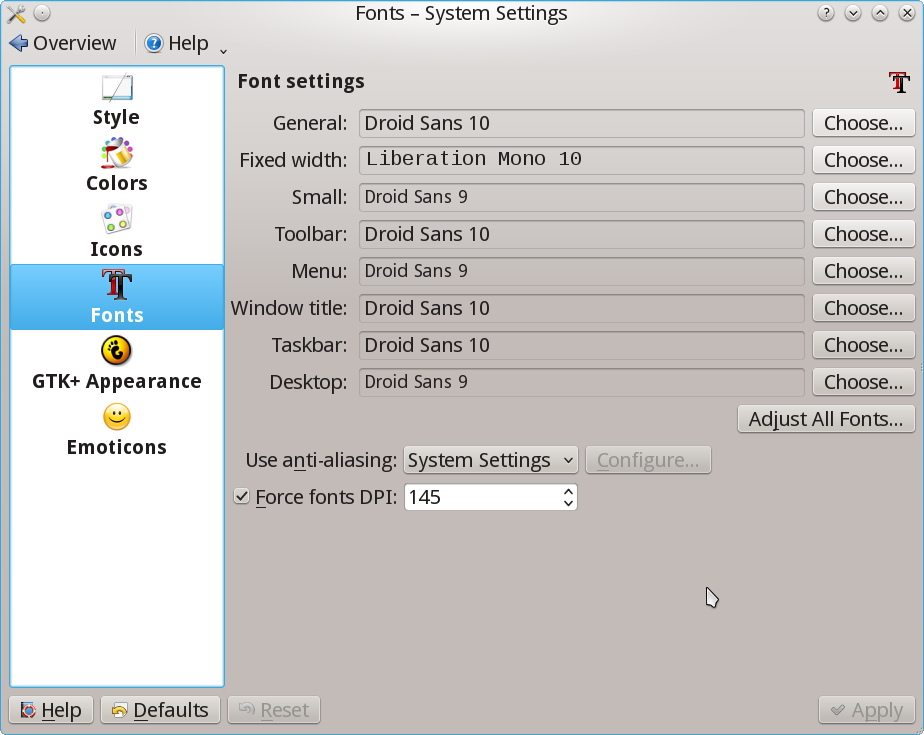 Fonts – System Settings
Overview Help
Font settings
Style
Colors
Icons
Fonts
GTK+ Appearance
Emoticons
General: Droid Sans 10 Choose...
Fixed width: Liberation Mono 10 Choose...
Small: Droid Sans 9 Choose...
Toolbar: Droid Sans 10 Choose...
Menu: Droid Sans 9 Choose...
Window title: Droid Sans 10 Choose...
Taskbar: Droid Sans 10 Choose...
Desktop: Droid Sans 9 Choose...
Adjust All Fonts...
Use anti-aliasing: System Settings Configure...
Force fonts DPI: 145
Help Defaults Reset Apply